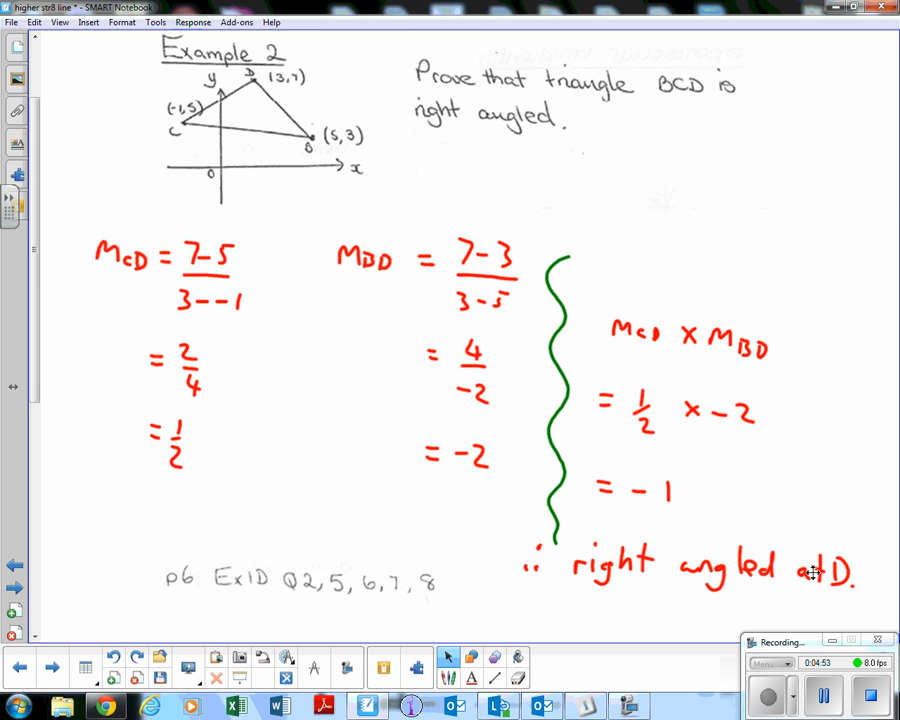 higher str8 line * - SMART Notebook
File Edit View Insert Format Tools Response Add-ons Help
Example 2
Prove that triangle BCD is
right angled.
y
D (3,7)
(-1,5)
C
B (5,3)
0
x
MCD = 7-5
3--1
= 2
4
= 1
2
MBD = 7-3
3-5
= 4
-2
= -2
MCD x MBD
= 1/2 x -2
= -1
∴ right angled at D.
p6 Ex1D Q2, 5, 6, 7, 8
Recording...
Menu
0:04:53
8.0 fps